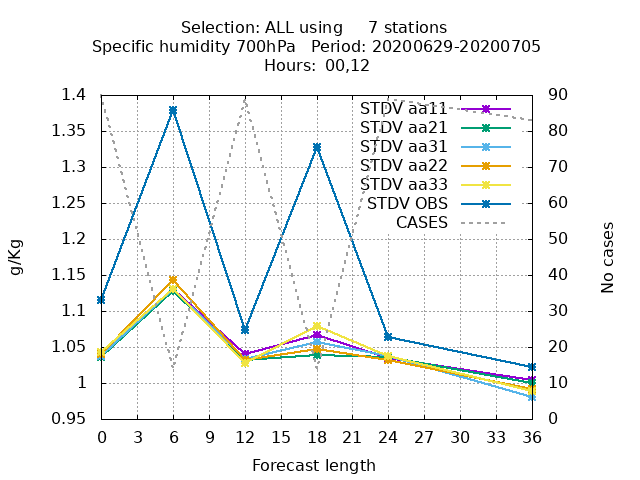 Selection: ALL using     7 stations
Specific humidity 700hPa   Period: 20200629-20200705
Hours: 00,12
1.4
1.35
1.3
1.25
1.2
1.15
1.1
1.05
1
0.95
g/Kg
STDV aa11
STDV aa21
STDV aa31
STDV aa22
STDV aa33
STDV OBS
CASES
90
80
70
60
50
40
30
20
10
0
No cases
0 3 6 9 12 15 18 21 24 27 30 33 36
Forecast length